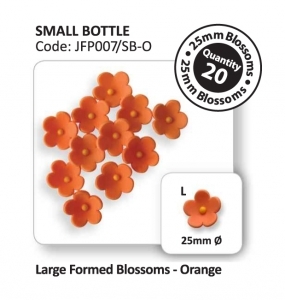 SMALL BOTTLE
Code: JFP007/SB-O
25mm Blossoms •
Quantity
20
25mm Blossoms •
L
25mm Ø
Large Formed Blossoms - Orange